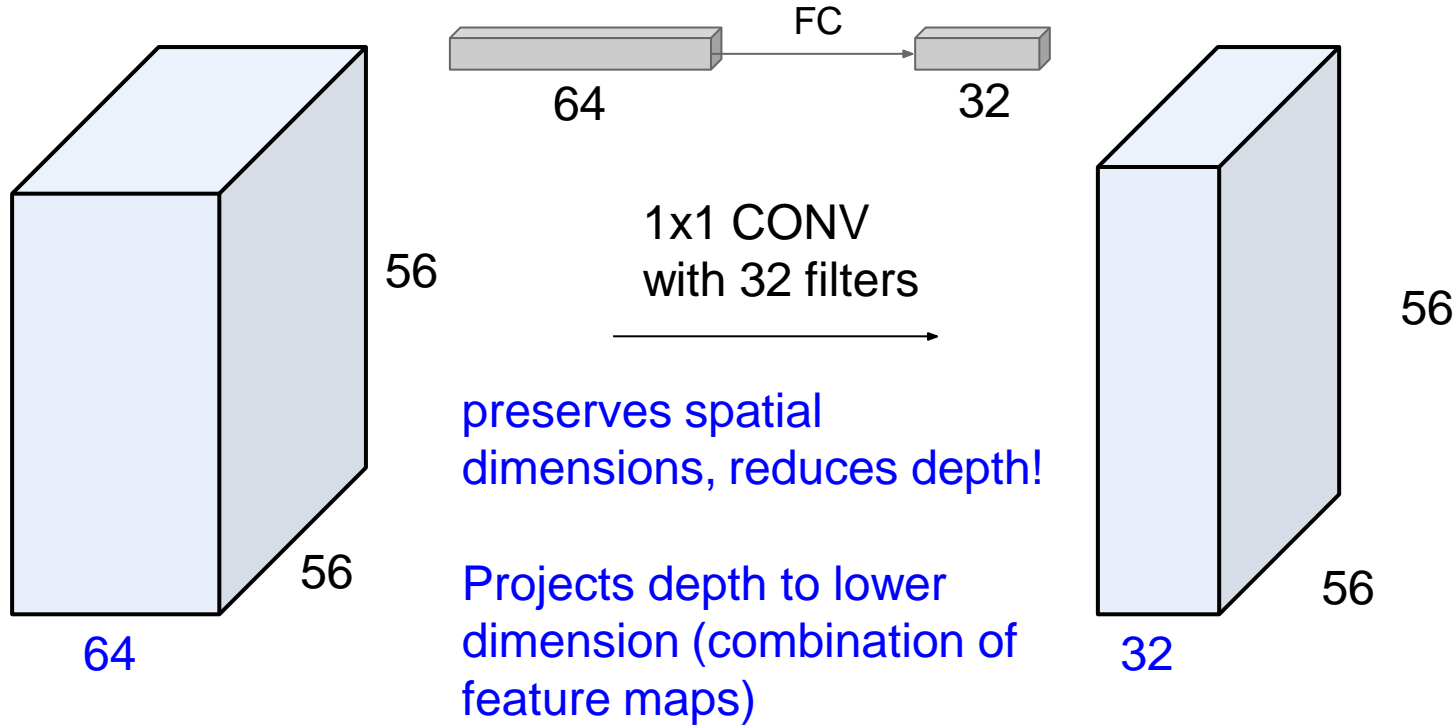 FC
64
32
1x1 CONV
with 32 filters
56
56
64
preserves spatial
dimensions, reduces depth!
Projects depth to lower
dimension (combination of
feature maps)
56
56
32